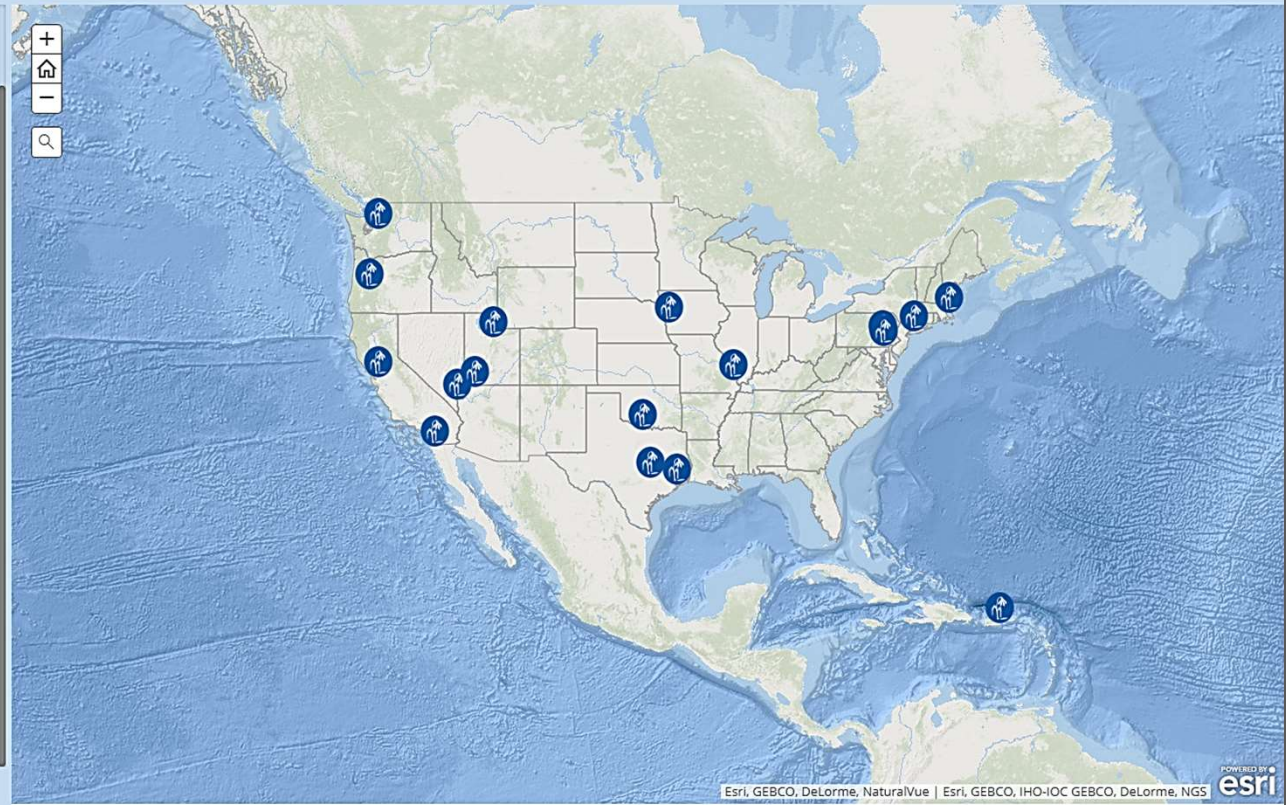 +
−
Esri, GEBCO, DeLorme, NaturalVue | Esri, GEBCO, IHO-IOC GEBCO, DeLorme, NGS
POWERED BY
esri